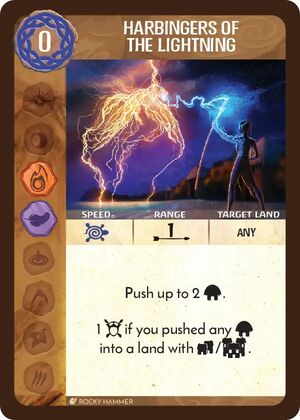 0
HARBINGERS OF
THE LIGHTNING
SPEED RANGE TARGET LAND
1 ANY
Push up to 2 .
1 if you pushed any
into a land with / .
ROCKY HAMMER